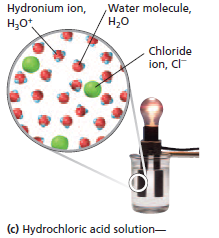 Hydronium ion,
H₃O⁺
Water molecule,
H₂O
Chloride
ion, Cl⁻
(c) Hydrochloric acid solution—